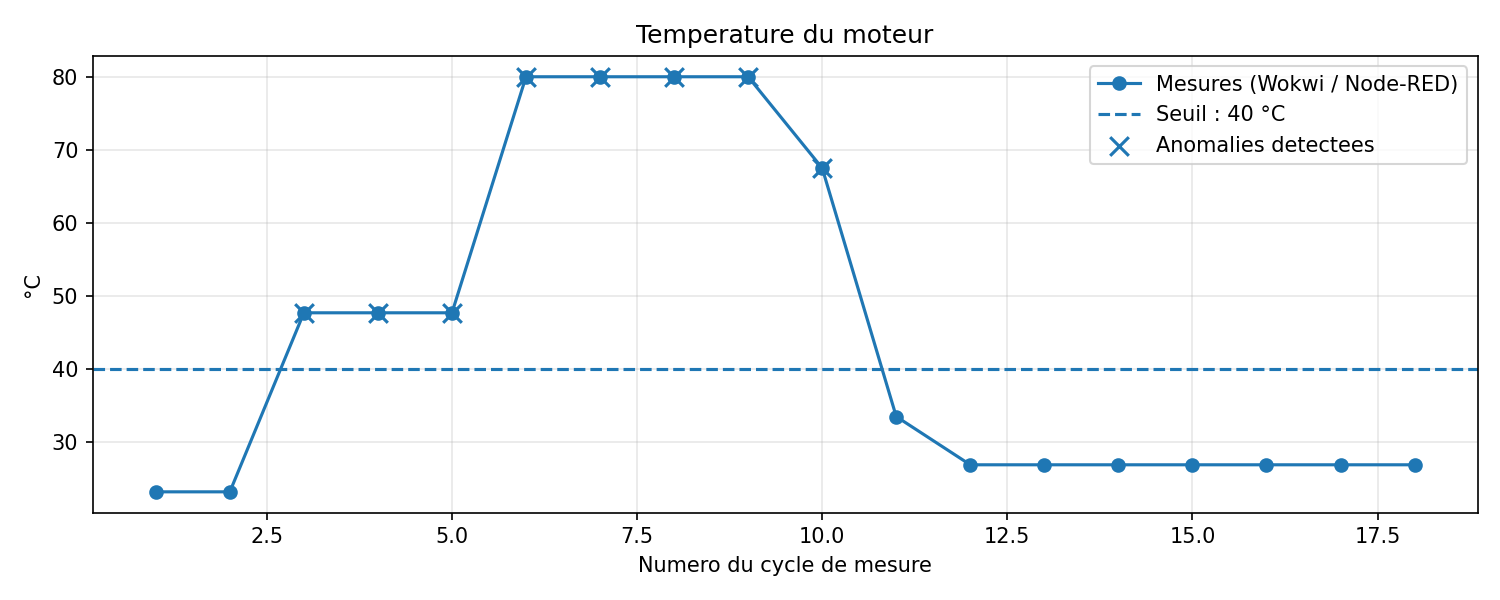 Temperature du moteur
Mesures (Wokwi / Node-RED)
Seuil : 40 °C
Anomalies detectees
°C
80
70
60
50
40
30
2.5
5.0
7.5
10.0
12.5
15.0
17.5
Numero du cycle de mesure